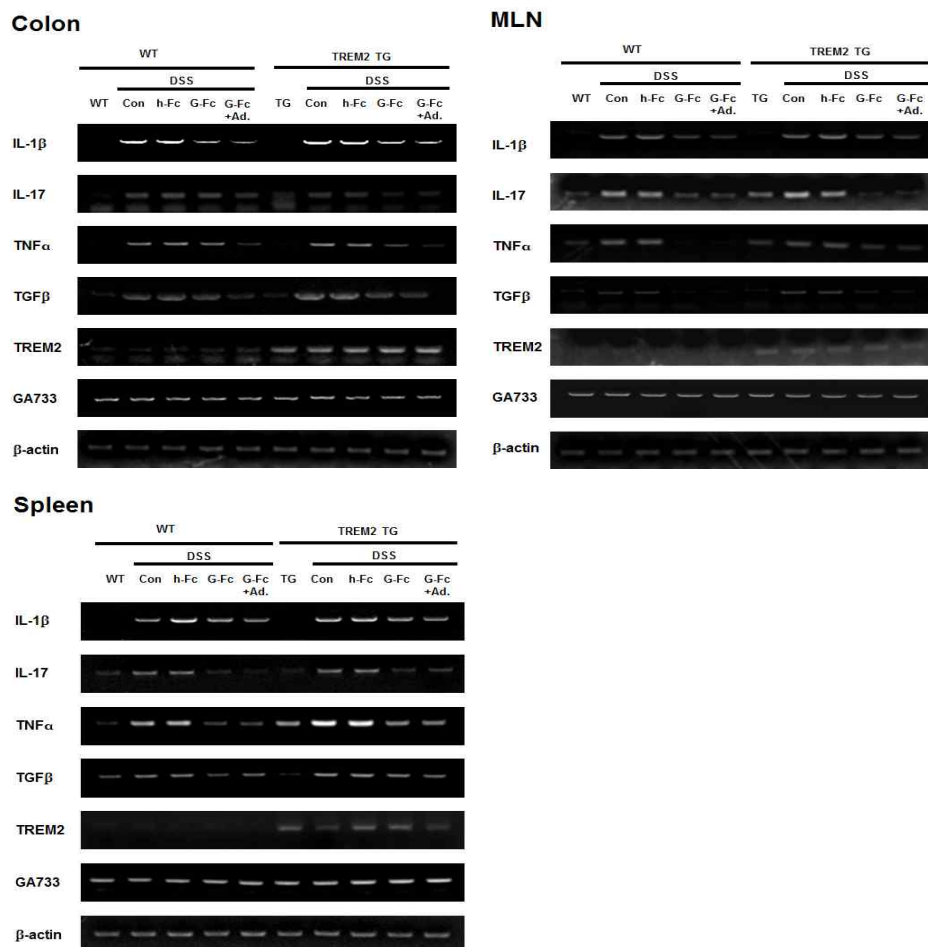 Colon
WT TREM2 TG
DSS DSS
WT Con h-Fc G-Fc G-Fc +Ad. TG Con h-Fc G-Fc G-Fc +Ad.
IL-1β
IL-17
TNFα
TGFβ
TREM2
GA733
β-actin
MLN
WT TREM2 TG
DSS DSS
WT Con h-Fc G-Fc G-Fc +Ad. TG Con h-Fc G-Fc G-Fc +Ad.
IL-1β
IL-17
TNFα
TGFβ
TREM2
GA733
β-actin
Spleen
WT TREM2 TG
DSS DSS
WT Con h-Fc G-Fc G-Fc +Ad. TG Con h-Fc G-Fc G-Fc +Ad.
IL-1β
IL-17
TNFα
TGFβ
TREM2
GA733
β-actin